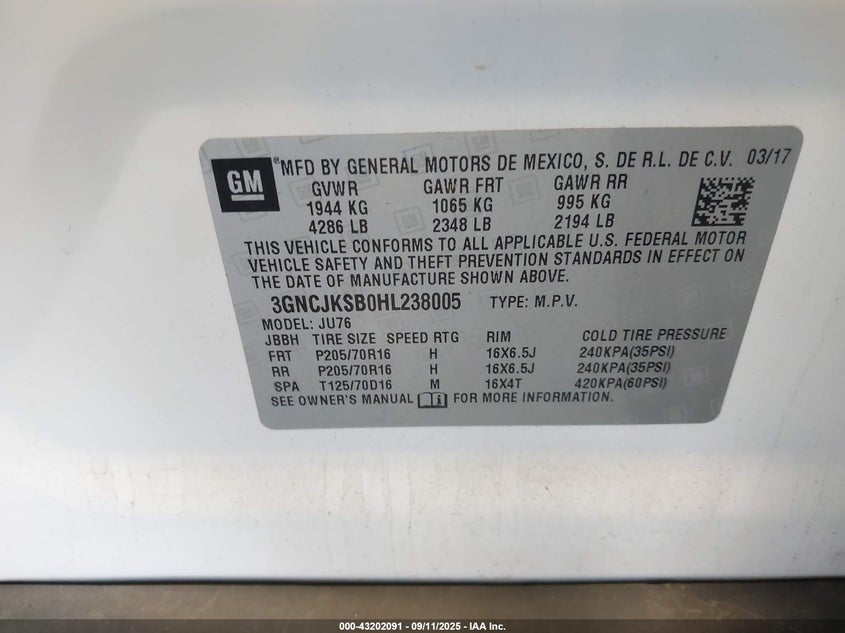 GM
®MFD BY GENERAL MOTORS DE MEXICO, S. DE R.L. DE C.V. 03/17
GVWR GAWR FRT GAWR RR
1944 KG 1065 KG 995 KG
4286 LB 2348 LB 2194 LB
THIS VEHICLE CONFORMS TO ALL APPLICABLE U.S. FEDERAL MOTOR
VEHICLE SAFETY AND THEFT PREVENTION STANDARDS IN EFFECT ON
THE DATE OF MANUFACTURE SHOWN ABOVE.
3GNCJKSB0HL238005 TYPE: M.P.V.
MODEL: JU76
JBBH TIRE SIZE SPEED RTG RIM COLD TIRE PRESSURE
FRT P205/70R16 H 16X6.5J 240KPA(35PSI)
RR P205/70R16 H 16X6.5J 240KPA(35PSI)
SPA T125/70D16 M 16X4T 420KPA(60PSI)
SEE OWNER'S MANUAL FOR MORE INFORMATION.
000-43202091 - 09/11/2025 - IAA Inc.